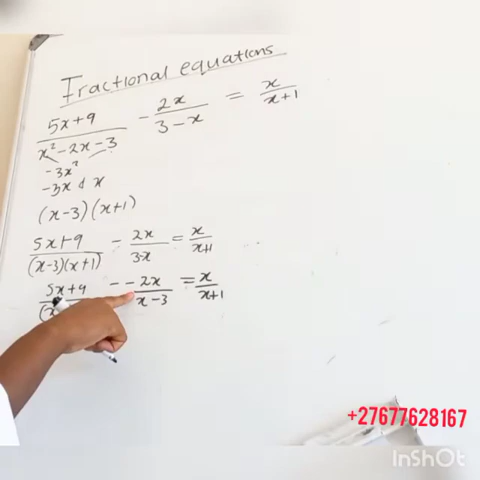 Fractional equations
5x+9/x²-2x-3 - 2x/3-x = x/x+1
-3x²
-3x & x
(x-3)(x+1)
5x+9/(x-3)(x+1) - 2x/3-x = x/x+1
5x+9/(x - -2x/x-3 = x/x+1
+27677628167
InShOt